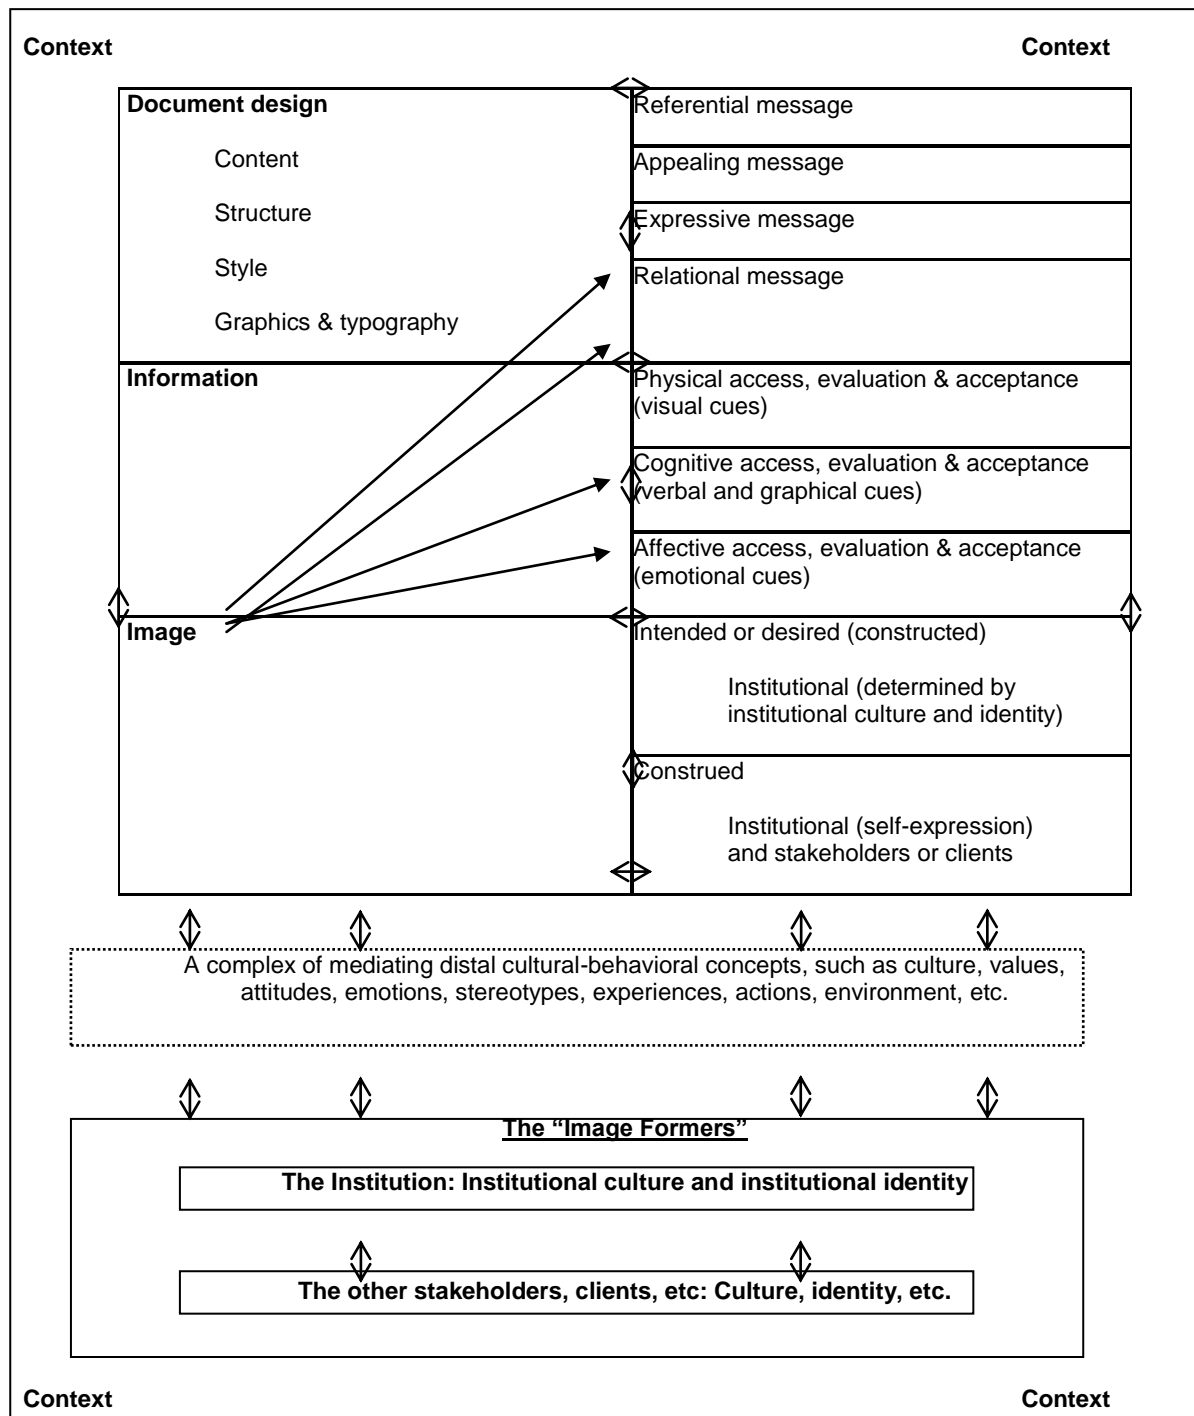 Context
Context
Document design
Content
Structure
Style
Graphics & typography
Referential message
Appealing message
Expressive message
Relational message
Information
Physical access, evaluation & acceptance
(visual cues)
Cognitive access, evaluation & acceptance
(verbal and graphical cues)
Affective access, evaluation & acceptance
(emotional cues)
Image
Intended or desired (constructed)
Institutional (determined by
institutional culture and identity)
Construed
Institutional (self-expression)
and stakeholders or clients
A complex of mediating distal cultural-behavioral concepts, such as culture, values,
attitudes, emotions, stereotypes, experiences, actions, environment, etc.
The “Image Formers”
The Institution: Institutional culture and institutional identity
The other stakeholders, clients, etc: Culture, identity, etc.
Context
Context